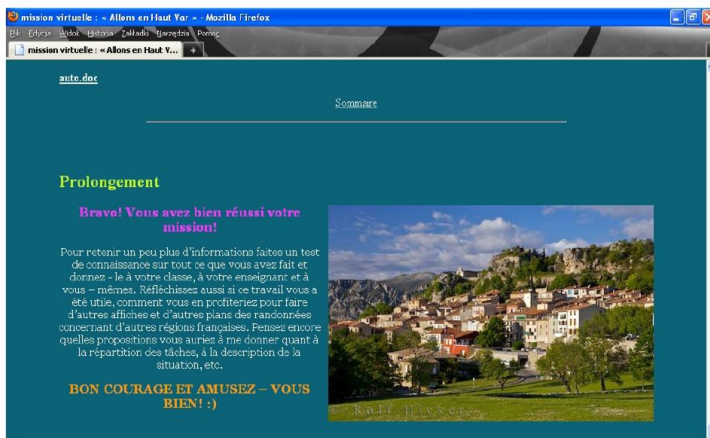 mission virtuelle : « Allons en Haut Var » - Mozilla Firefox
Plik Edycja Widok Historia Zakładki Narzędzia Pomoc
mission virtuelle : « Allons en Haut V...
auto.doc
Sommaire
Prolongement
Bravo! Vous avez bien réussi votre
mission!
Pour retenir un peu plus d'informations faites un test
de connaissance sur tout ce que vous avez fait et
donnez - le à votre classe, à votre enseignant et à
vous – mêmes. Réfléchissez aussi si ce travail vous a
été utile, comment vous en profiteriez pour faire
d'autres affiches et d'autres plans des randonnées
concernant d'autres régions françaises. Pensez encore
quelles propositions vous auriez à me donner quant à
la répartition des tâches, à la description de la
situation, etc.
BON COURAGE ET AMUSEZ – VOUS
BIEN! :)
© Rolf Hicker